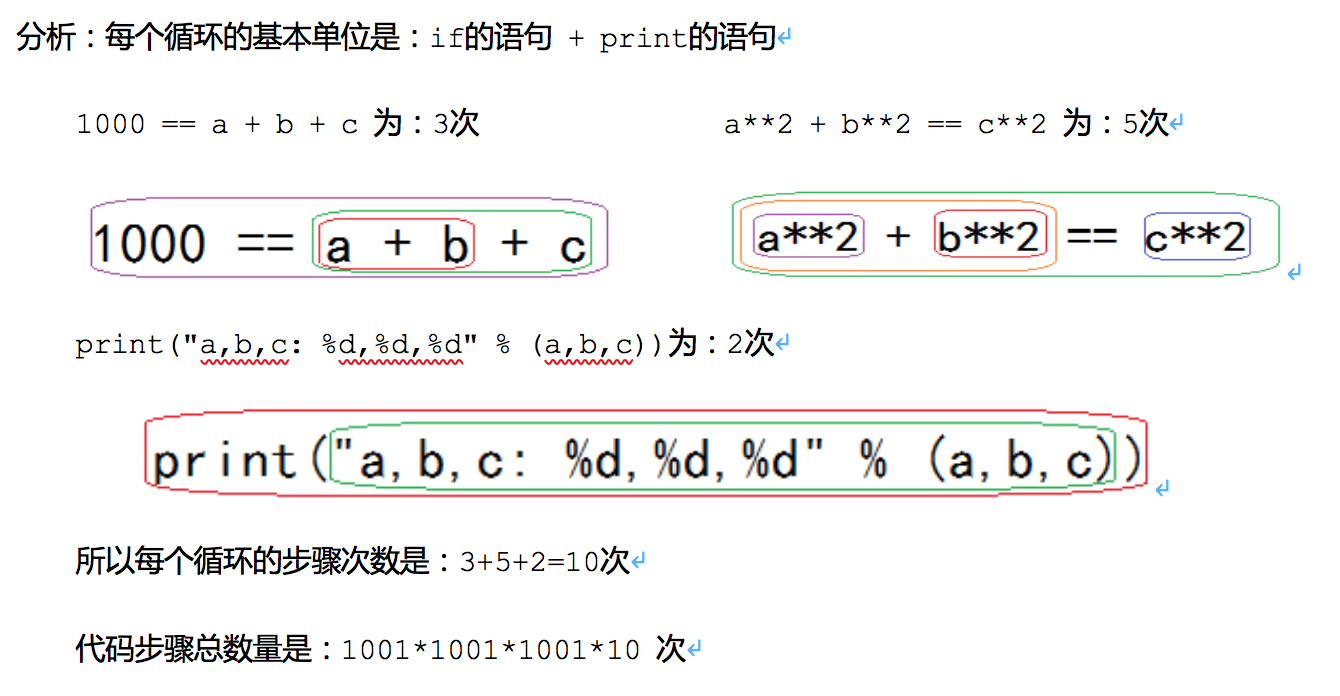 分析：每个循环的基本单位是：if的语句 + print的语句
1000 == a + b + c 为：3次
a**2 + b**2 == c**2 为：5次
1000 == a + b + c
a**2 + b**2 == c**2
print("a,b,c: %d,%d,%d" % (a,b,c))为：2次
print("a,b,c: %d,%d,%d" % (a,b,c))
所以每个循环的步骤次数是：3+5+2=10次
代码步骤总数量是：1001*1001*1001*10 次